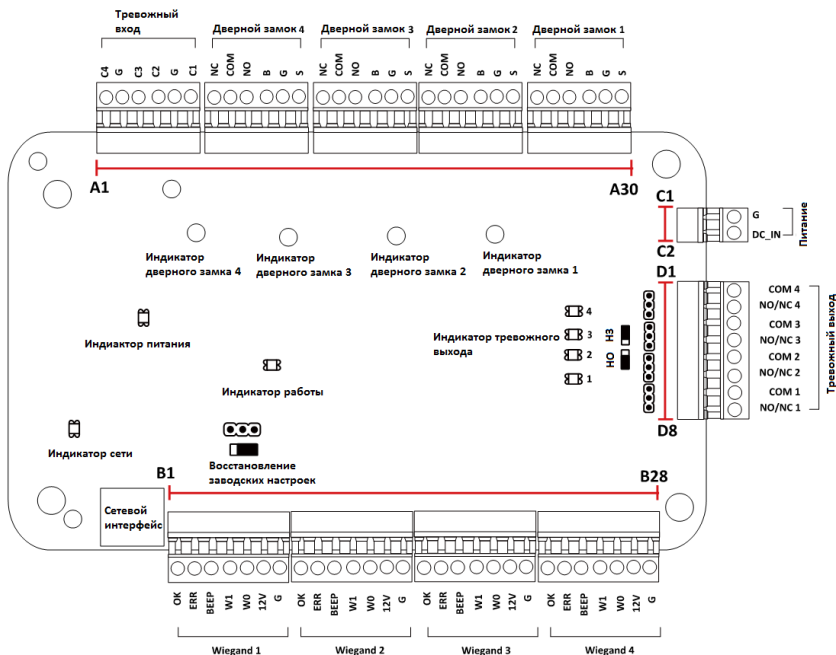 Тревожный
вход
Дверной замок 4
Дверной замок 3
Дверной замок 2
Дверной замок 1
C4 G C3 C2 G C1
NC COM NO B G S
NC COM NO B G S
NC COM NO B G S
NC COM NO B G S
A1
A30
C1
G
DC_IN
Питание
C2
D1
Индикатор
дверного замка 4
Индикатор
дверного замка 3
Индикатор
дверного замка 2
Индикатор
дверного замка 1
COM 4
NO/NC 4
COM 3
NO/NC 3
COM 2
NO/NC 2
COM 1
NO/NC 1
Тревожный выход
Индиактор питания
Индикатор тревожного
выхода
4
3
2
1
НЗ
НО
Индикатор работы
D8
Индикатор сети
Восстановление
заводских настроек
B1
B28
Сетевой
интерфейс
OK ERR BEEP W1 W0 12V G
OK ERR BEEP W1 W0 12V G
OK ERR BEEP W1 W0 12V G
OK ERR BEEP W1 W0 12V G
Wiegand 1
Wiegand 2
Wiegand 3
Wiegand 4